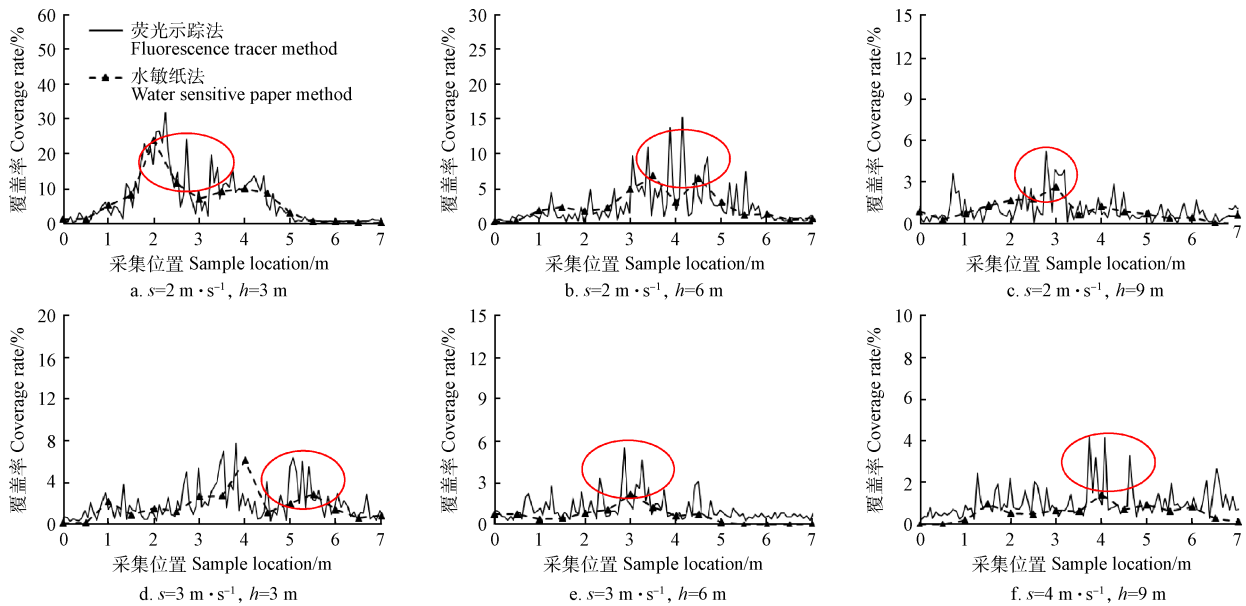 荧光示踪法
Fluorescence tracer method
水敏纸法
Water sensitive paper method
覆盖率 Coverage rate/%
60
50
40
30
20
10
0
0 1 2 3 4 5 6 7
采集位置 Sample location/m
a. s=2 m·s⁻¹, h=3 m
覆盖率 Coverage rate/%
30
25
20
15
10
5
0
0 1 2 3 4 5 6 7
采集位置 Sample location/m
b. s=2 m·s⁻¹, h=6 m
覆盖率 Coverage rate/%
15
12
9
6
3
0
0 1 2 3 4 5 6 7
采集位置 Sample location/m
c. s=2 m·s⁻¹, h=9 m
覆盖率 Coverage rate/%
20
16
12
8
4
0
0 1 2 3 4 5 6 7
采集位置 Sample location/m
d. s=3 m·s⁻¹, h=3 m
覆盖率 Coverage rate/%
15
12
9
6
3
0
0 1 2 3 4 5 6 7
采集位置 Sample location/m
e. s=3 m·s⁻¹, h=6 m
覆盖率 Coverage rate/%
10
8
6
4
2
0
0 1 2 3 4 5 6 7
采集位置 Sample location/m
f. s=4 m·s⁻¹, h=9 m